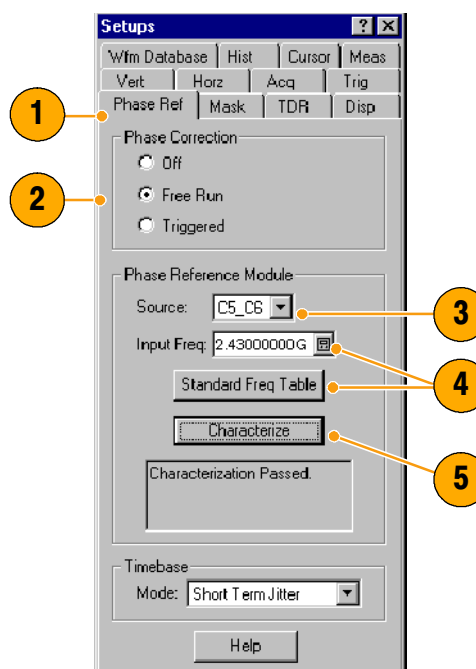 Setups
Wfm Database Hist Cursor Meas
Vert Horz Acq Trig
1
Phase Ref Mask TDR Disp
Phase Correction
Off
2
Free Run
Triggered
Phase Reference Module
Source: C5_C6
3
Input Freq: 2.43000000G
4
Standard Freq Table
Characterize
5
Characterization Passed.
Timebase
Mode: Short Term Jitter
Help